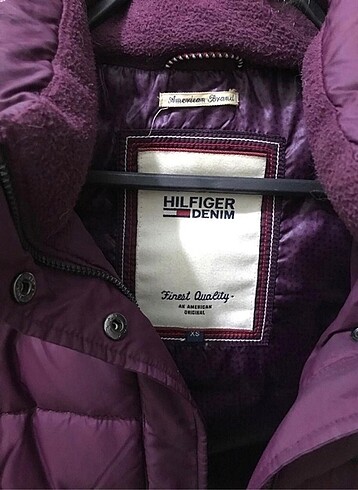 American Brand
HILFIGER
DENIM
Finest Quality-
AN AMERICAN
ORIGINAL
XS